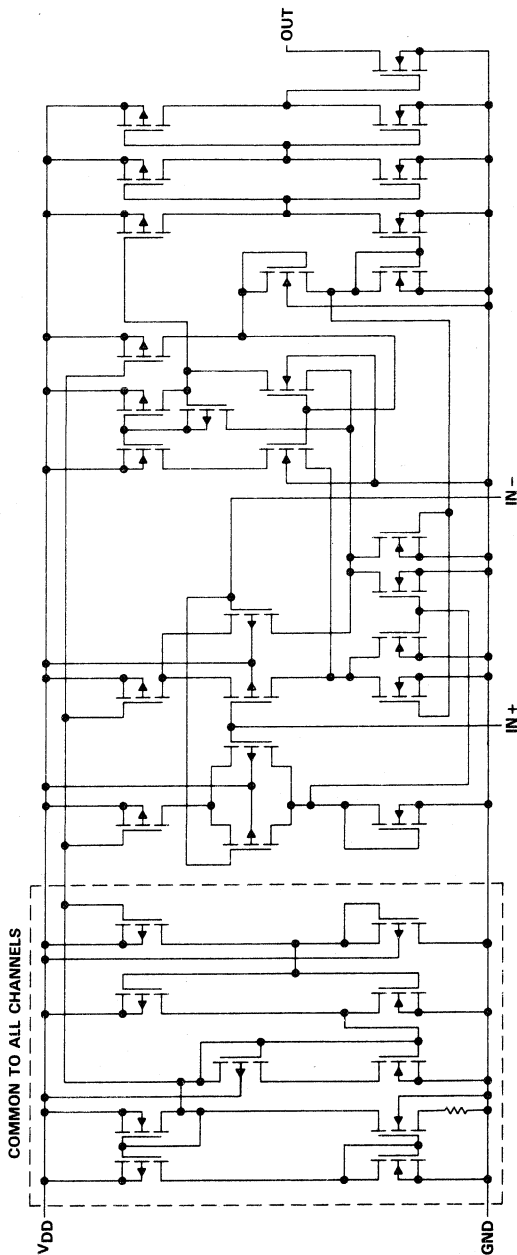 COMMON TO ALL CHANNELS
VDD
OUT
IN −
IN +
GND